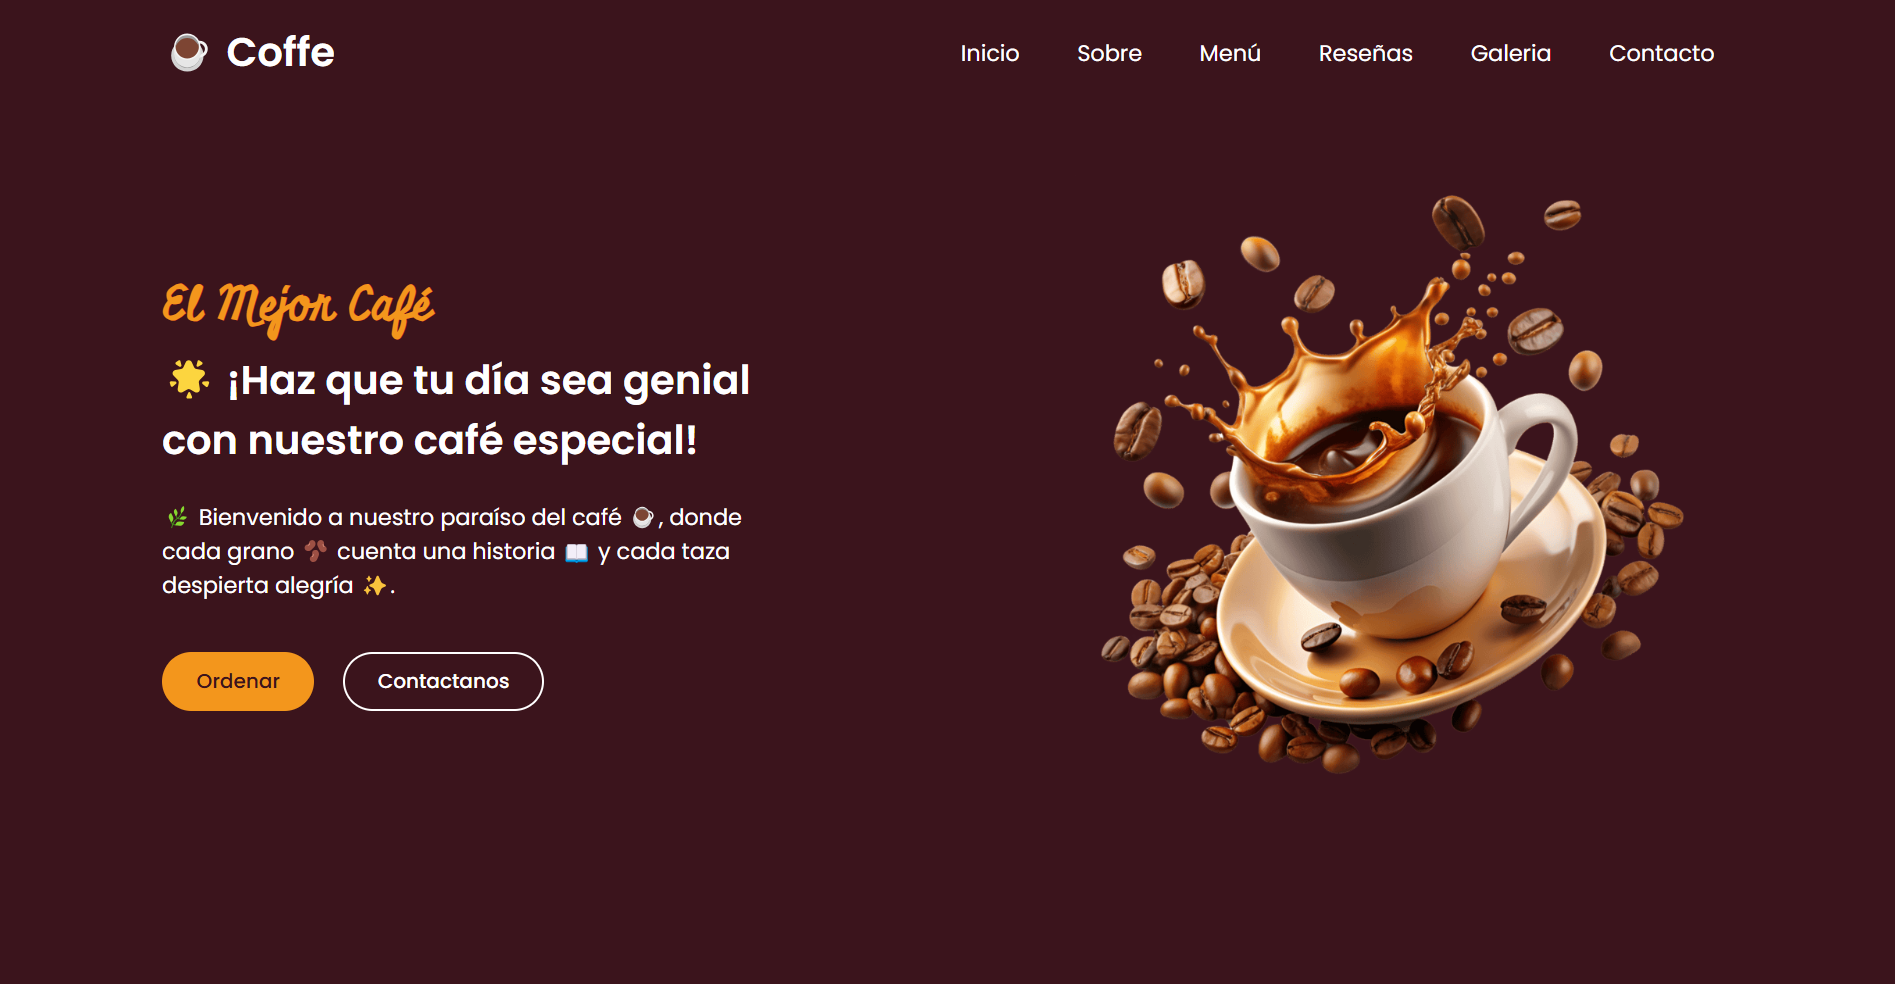 ☕ Coffe
Inicio Sobre Menú Reseñas Galeria Contacto
El Mejor Café
🌟 ¡Haz que tu día sea genial
con nuestro café especial!
🌿 Bienvenido a nuestro paraíso del café ☕, donde
cada grano 🫘 cuenta una historia 📖 y cada taza
despierta alegría ✨.
Ordenar Contactanos